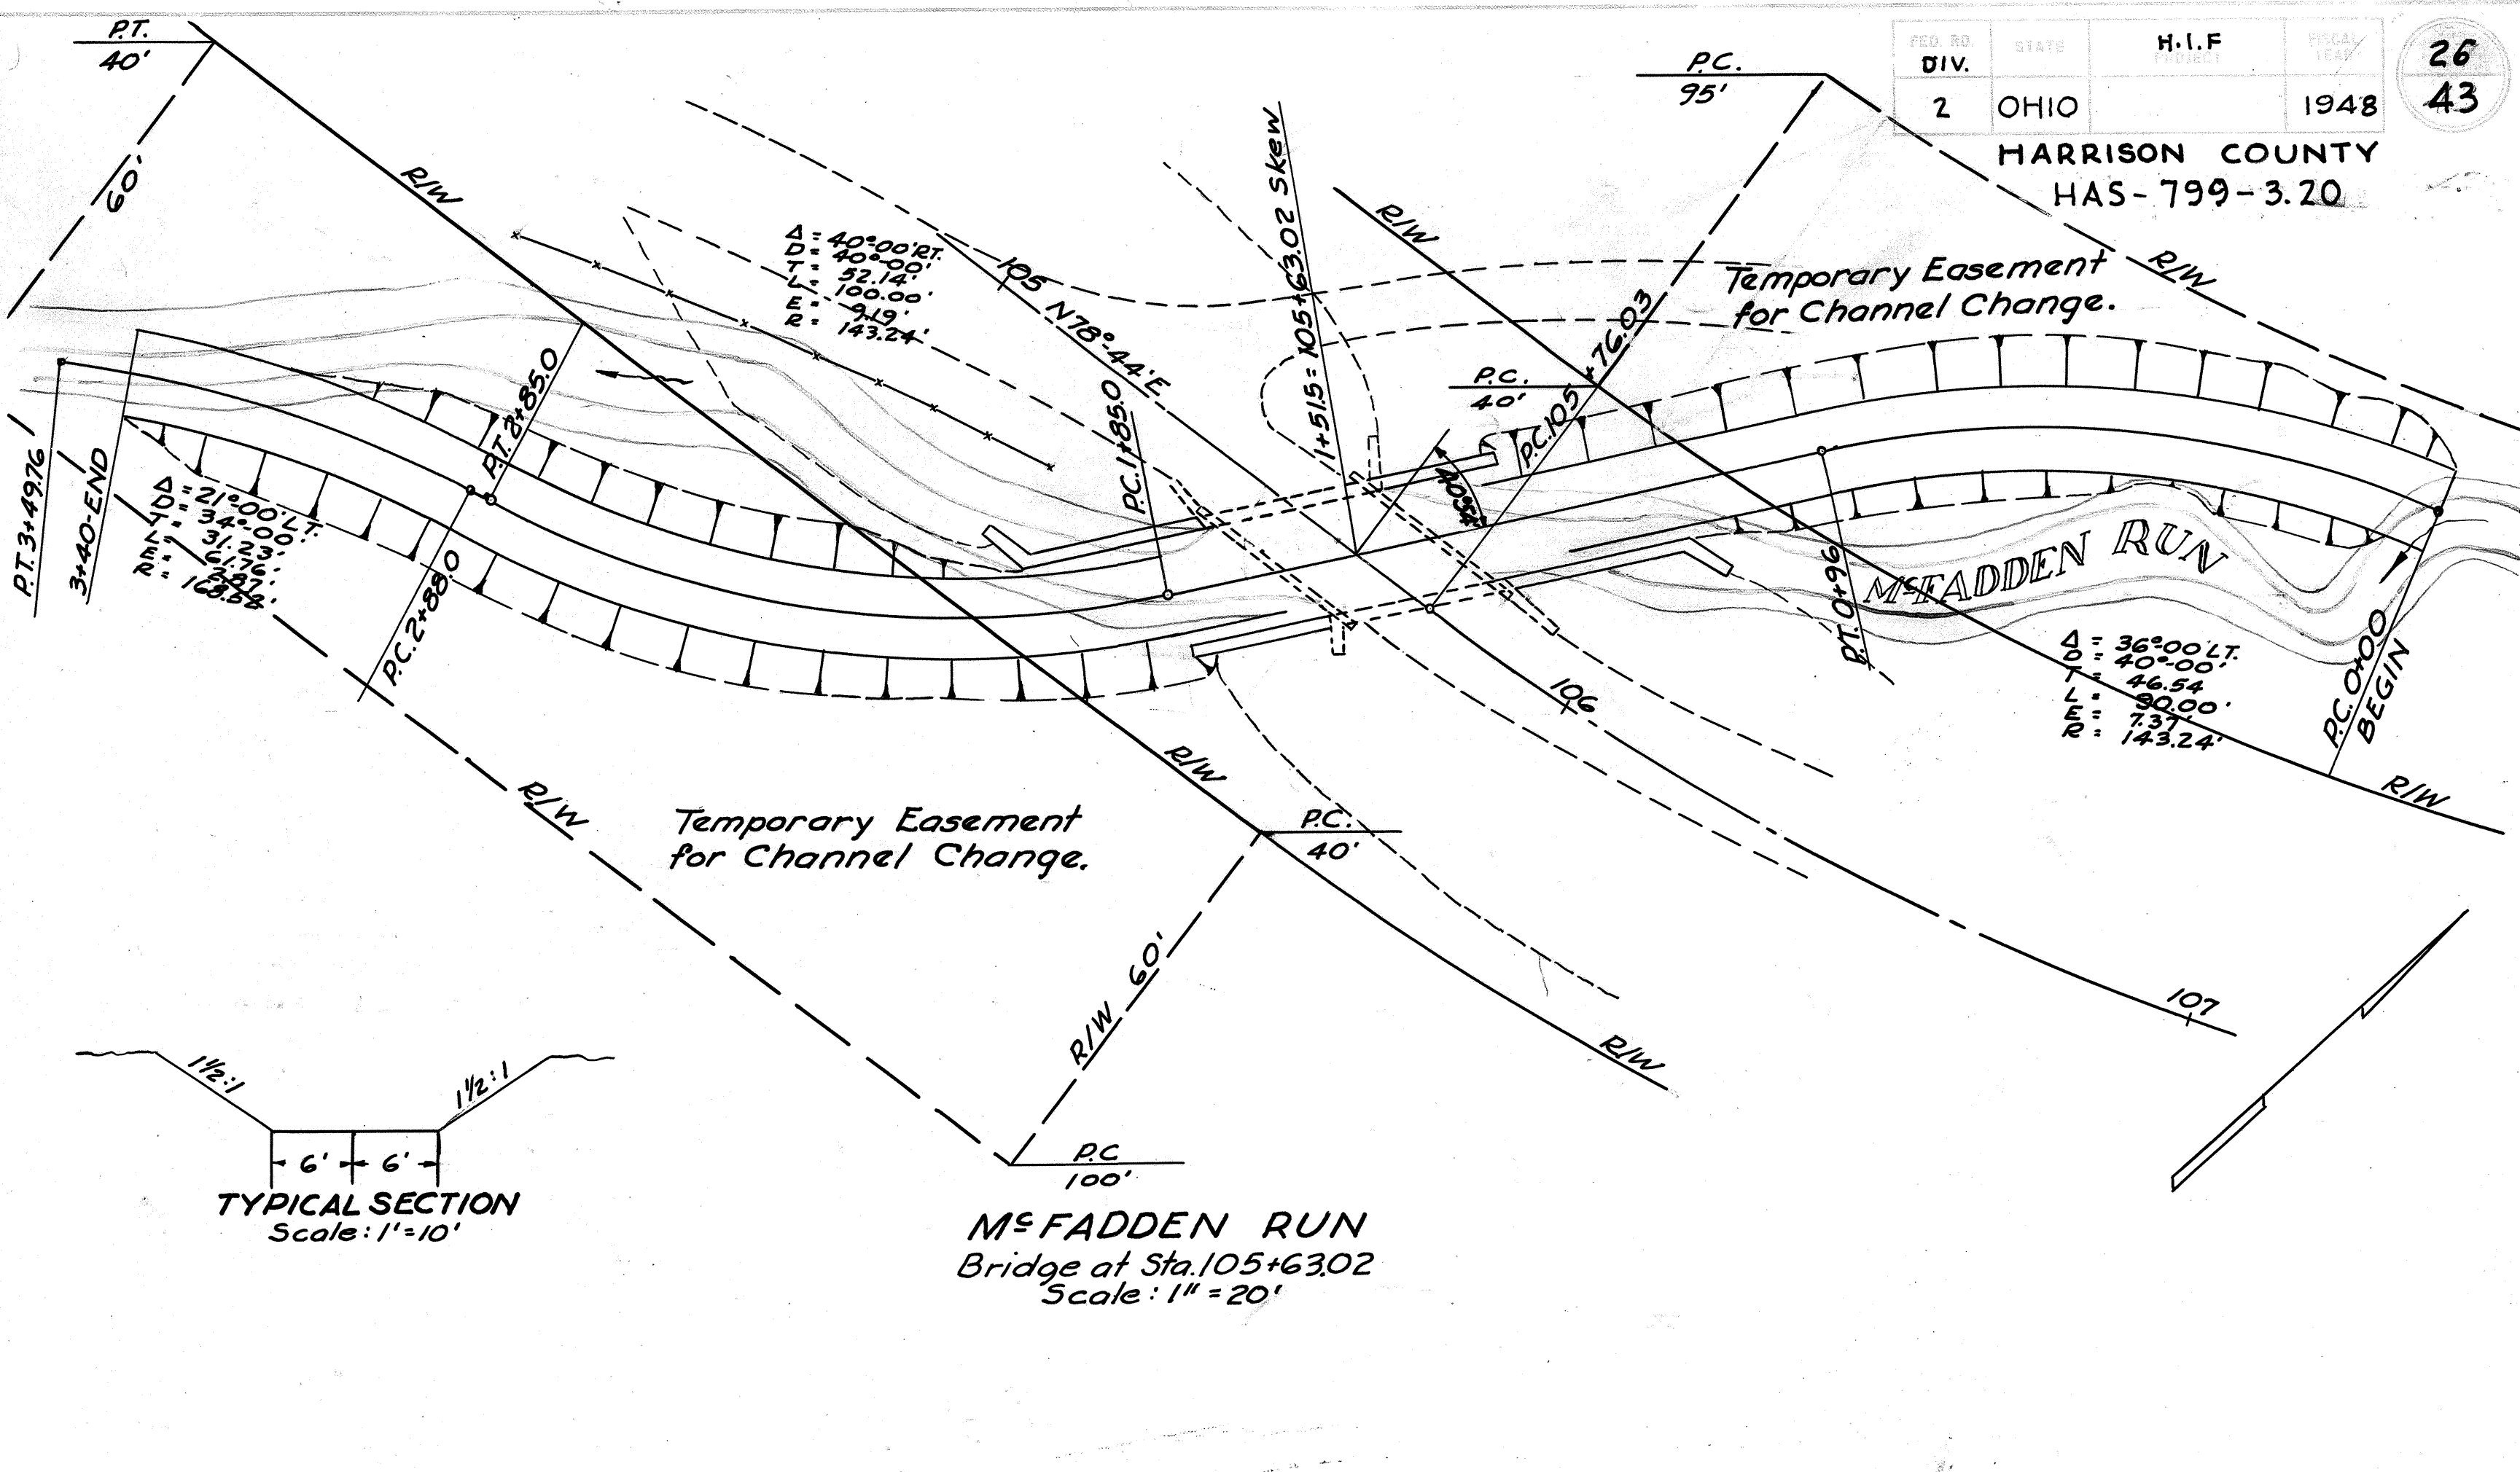 P.T.
40'
60'
R/W
P.C.
95'
FED. RD.
DIV.
STATE
H.I.F
PROJECT
FISCAL
YEAR
2
OHIO
1948
26
43
HARRISON COUNTY
HAS-799-3.20
R/W
R/W
Temporary Easement
for Channel Change.
Δ = 40°-00' RT.
D = 40°-00'
T = 52.14'
L = 100.00'
E = 9.19'
R = 143.24'
105
N78°-44'E
1+51.5 = 105+63.02 Skew
P.C. 105+76.03
P.C.
40'
P.C. 1+85.0
P.T. 2+85.0
P.C. 2+88.0
P.T. 3+49.76
3+40-END
Δ = 21°-00' LT.
D = 34°-00'
T = 31.23'
L = 61.76'
E = 2.87'
R = 168.52'
P.T. 0+96
McFADDEN RUN
Δ = 36°-00' LT.
D = 40°-00'
T = 46.54
L = 90.00'
E = 7.37'
R = 143.24'
P.C. 0+00
BEGIN
R/W
106
107
R/W
R/W
Temporary Easement
for Channel Change.
P.C.
40'
R/W 60'
R/W
P.C
100'
1½:1
1½:1
6' 6'
TYPICAL SECTION
Scale: 1'=10'
McFADDEN RUN
Bridge at Sta.105+63.02
Scale: 1" = 20'